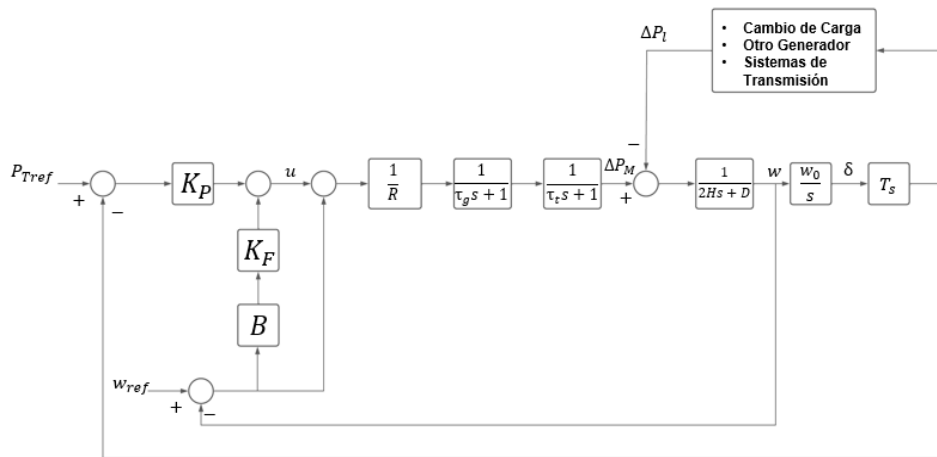 • Cambio de Carga
• Otro Generador
• Sistemas de
Transmisión
ΔP_l
−
P_Tref
+
−
K_P
u
1/R
1/(τ_g s + 1)
1/(τ_t s + 1)
ΔP_M
+
1/(2Hs + D)
w
w_0/s
δ
T_s
K_F
B
w_ref
+
−